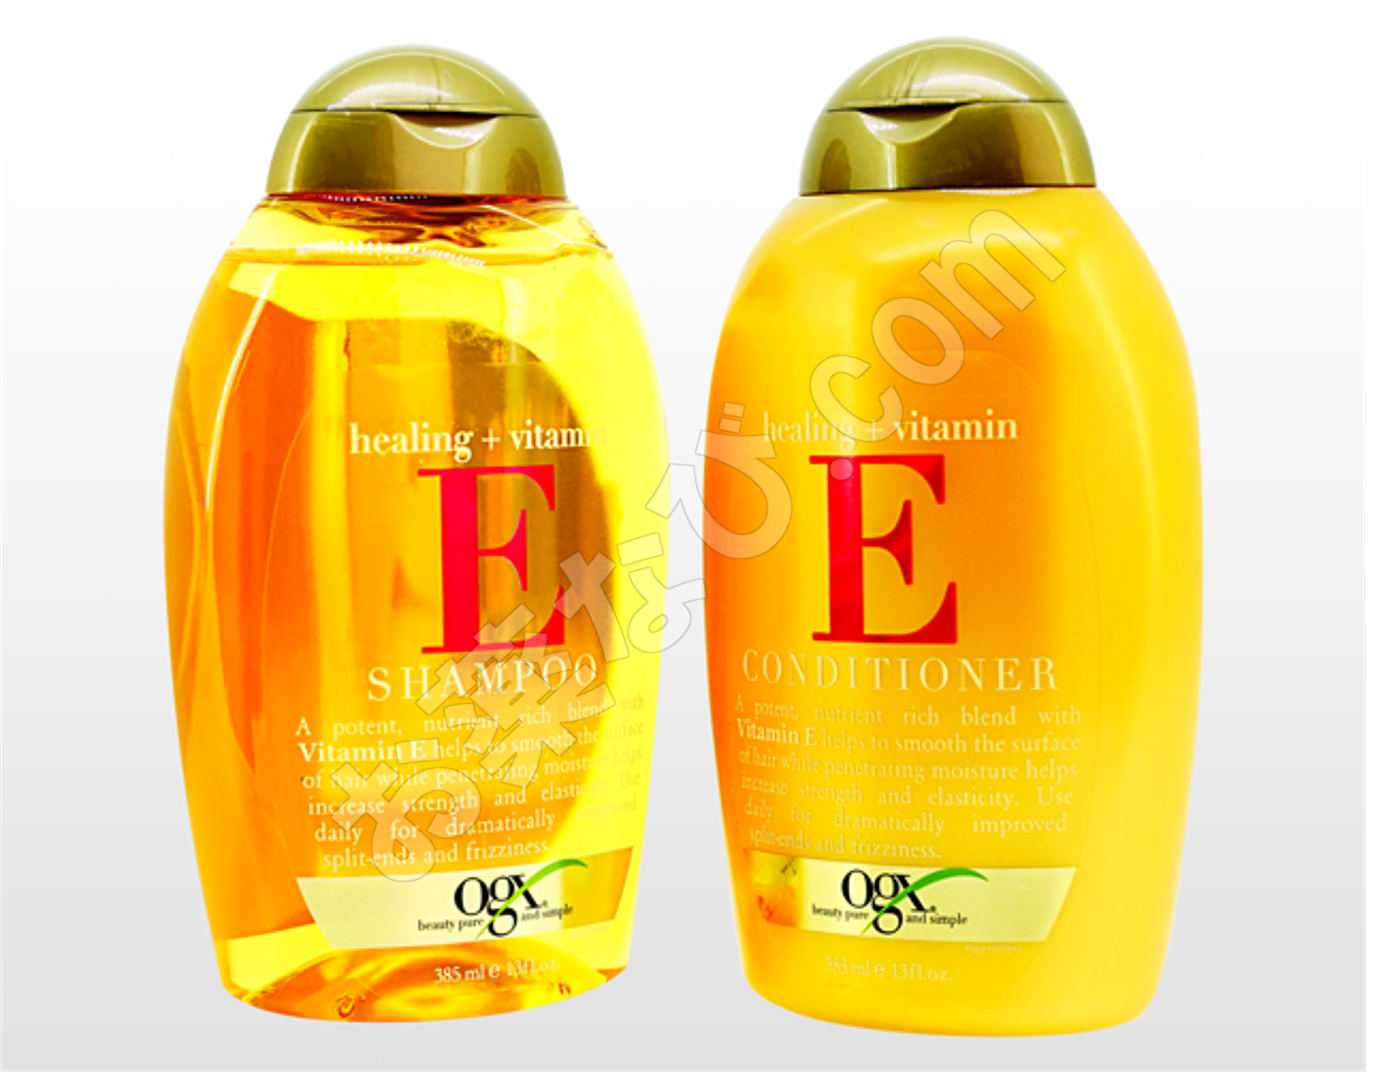 healing + vitamin
E
SHAMPOO
A potent, nutrient rich blend with
Vitamin E helps to smooth the surface
of hair while penetrating moisture helps
increase strength and elasticity. Use
daily for dramatically improved
split-ends and frizziness.
ogx
beauty pure and simple
385 ml e 13fl.oz.
healing + vitamin
E
CONDITIONER
A potent, nutrient rich blend with
Vitamin E helps to smooth the surface
of hair while penetrating moisture helps
increase strength and elasticity. Use
daily for dramatically improved
split-ends and frizziness.
ogx
beauty pure and simple
385 ml e 13fl.oz.
お薬なび.com